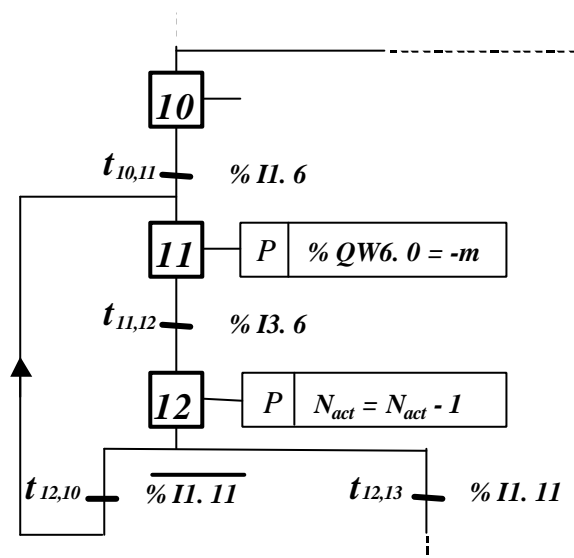 10
t10,11 % I1. 6
11 P % QW6. 0 = -m
t11,12 % I3. 6
12 P Nact = Nact - 1
t12,10 % I1. 11 t12,13 % I1. 11